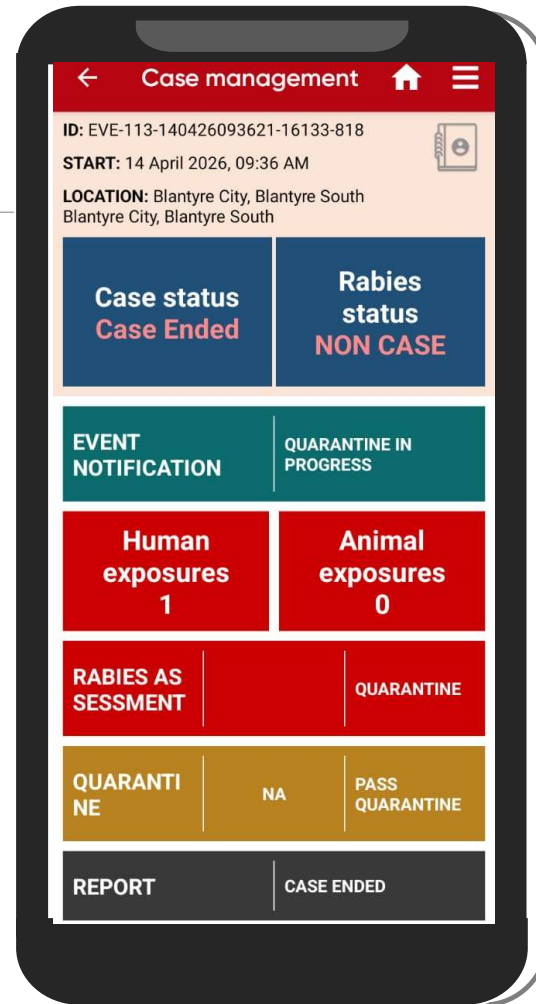 Case management
ID: EVE-113-140426093621-16133-818
START: 14 April 2026, 09:36 AM
LOCATION: Blantyre City, Blantyre South
Blantyre City, Blantyre South
Case status
Case Ended
Rabies
status
NON CASE
EVENT
NOTIFICATION
QUARANTINE IN
PROGRESS
Human
exposures
1
Animal
exposures
0
RABIES AS
SESSMENT
QUARANTINE
QUARANTI
NE
NA
PASS
QUARANTINE
REPORT
CASE ENDED